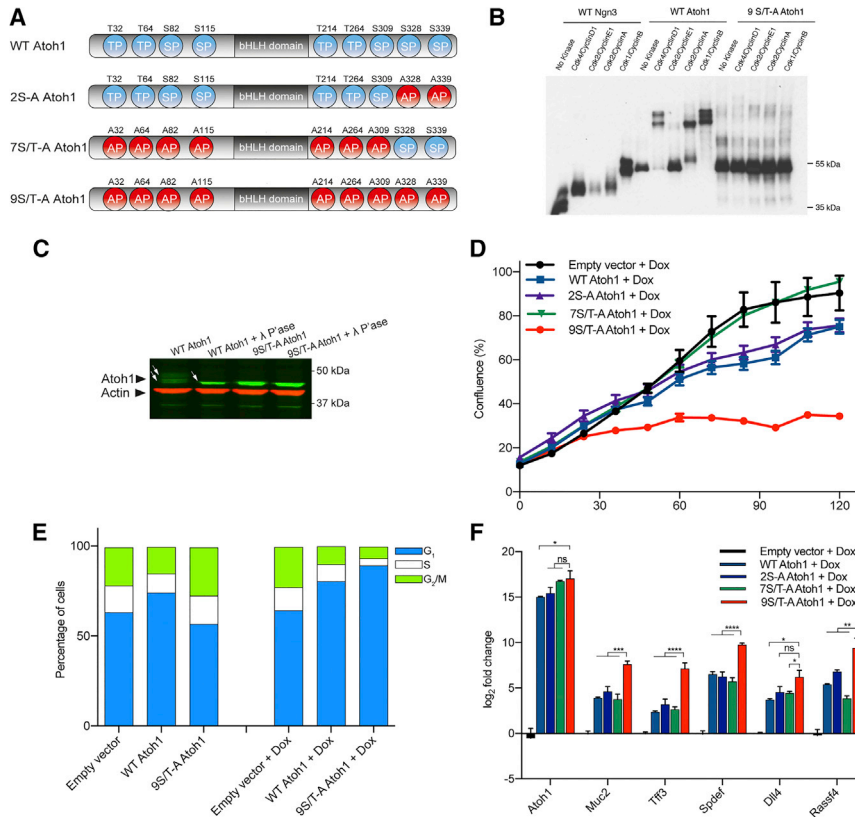 A
T32 T64 S82 S115 T214 T264 S309 S328 S339
WT Atoh1 TP TP SP SP bHLH domain TP TP SP SP SP
T32 T64 S82 S115 T214 T264 S309 A328 A339
2S-A Atoh1 TP TP SP SP bHLH domain TP TP SP AP AP
A32 A64 A82 A115 A214 A264 A309 S328 S339
7S/T-A Atoh1 AP AP AP AP bHLH domain AP AP AP SP SP
A32 A64 A82 A115 A214 A264 A309 A328 A339
9S/T-A Atoh1 AP AP AP AP bHLH domain AP AP AP AP AP
B
WT Ngn3 WT Atoh1 9 S/T-A Atoh1
No Kinase Cdk4/CyclinD1 Cdk2/CyclinE1 Cdk2/CyclinA Cdk1/CyclinB No Kinase Cdk4/CyclinD1 Cdk2/CyclinE1 Cdk2/CyclinA Cdk1/CyclinB No Kinase Cdk4/CyclinD1 Cdk2/CyclinE1 Cdk2/CyclinA Cdk1/CyclinB
55 kDa
35 kDa
C
WT Atoh1 WT Atoh1 + λ P'ase 9S/T-A Atoh1 9S/T-A Atoh1 + λ P'ase
50 kDa
Atoh1
Actin
37 kDa
D
Empty vector + Dox
WT Atoh1 + Dox
2S-A Atoh1 + Dox
7S/T-A Atoh1 + Dox
9S/T-A Atoh1 + Dox
Confluence (%)
100
80
60
40
20
0
0 30 60 90 120
E
Percentage of cells
100
50
0
G1
S
G2/M
Empty vector WT Atoh1 9S/T-A Atoh1 Empty vector + Dox WT Atoh1 + Dox 9S/T-A Atoh1 + Dox
F
Empty vector + Dox
WT Atoh1 + Dox
2S-A Atoh1 + Dox
7S/T-A Atoh1 + Dox
9S/T-A Atoh1 + Dox
log2 fold change
20
15
10
5
0
-5
*
ns
***
****
****
*
ns
*
**
Atoh1 Muc2 Tff3 Spdef Dll4 Rassf4